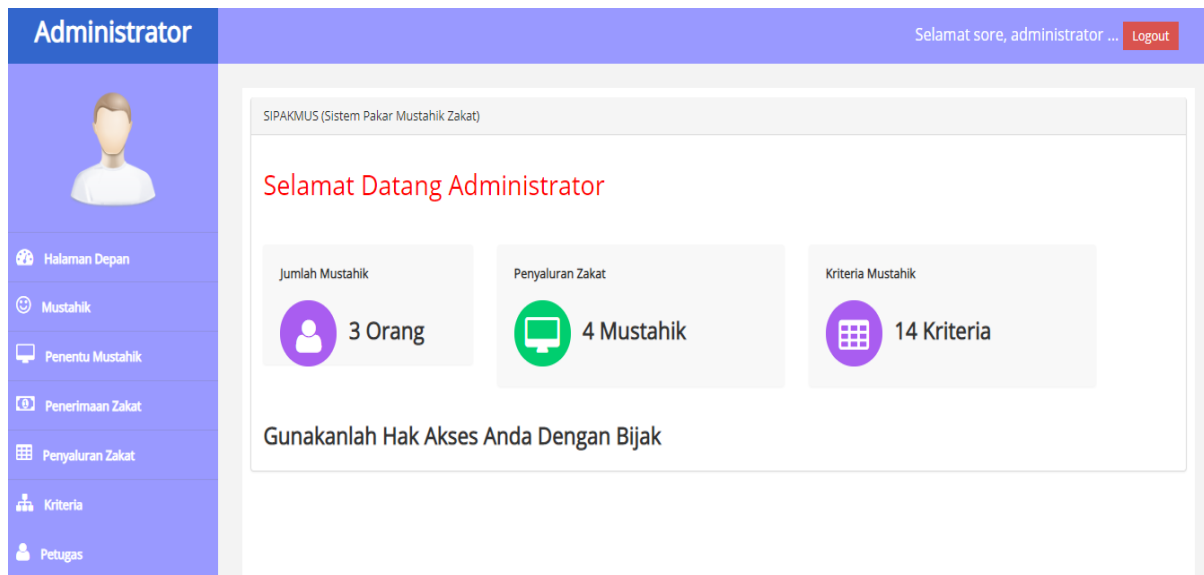 Administrator
Selamat sore, administrator ... Logout
Halaman Depan
Mustahik
Penentu Mustahik
Penerimaan Zakat
Penyaluran Zakat
Kriteria
Petugas
SIPAKMUS (Sistem Pakar Mustahik Zakat)
Selamat Datang Administrator
Jumlah Mustahik
3 Orang
Penyaluran Zakat
4 Mustahik
Kriteria Mustahik
14 Kriteria
Gunakanlah Hak Akses Anda Dengan Bijak